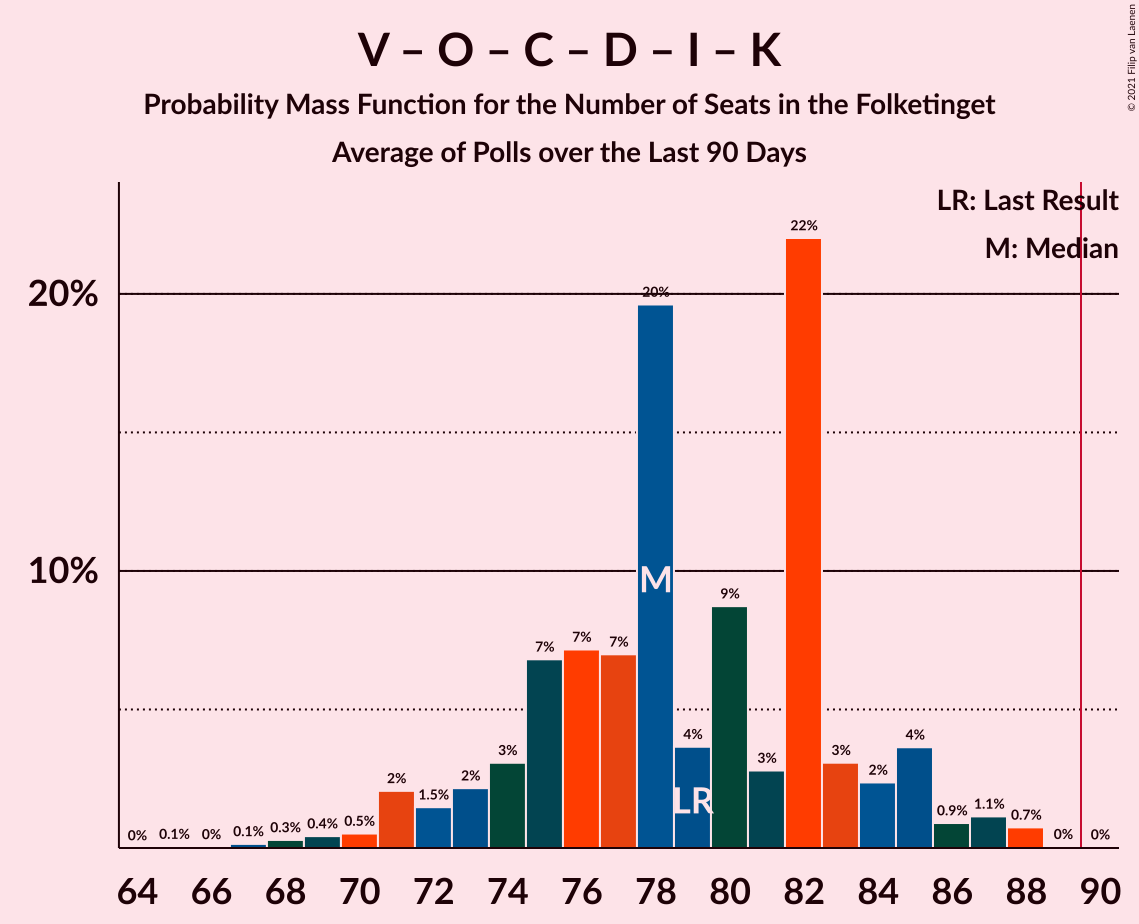 V – O – C – D – I – K
Probability Mass Function for the Number of Seats in the Folketinget
Average of Polls over the Last 90 Days
© 2021 Filip van Laenen
LR: Last Result
M: Median
20%
10%
0% 0.1% 0% 0.1% 0.3% 0.4% 0.5% 2% 1.5% 2% 3% 7% 7% 7% 20% 4% 9% 3% 22% 3% 2% 4% 0.9% 1.1% 0.7% 0% 0%
M
LR
64 66 68 70 72 74 76 78 80 82 84 86 88 90